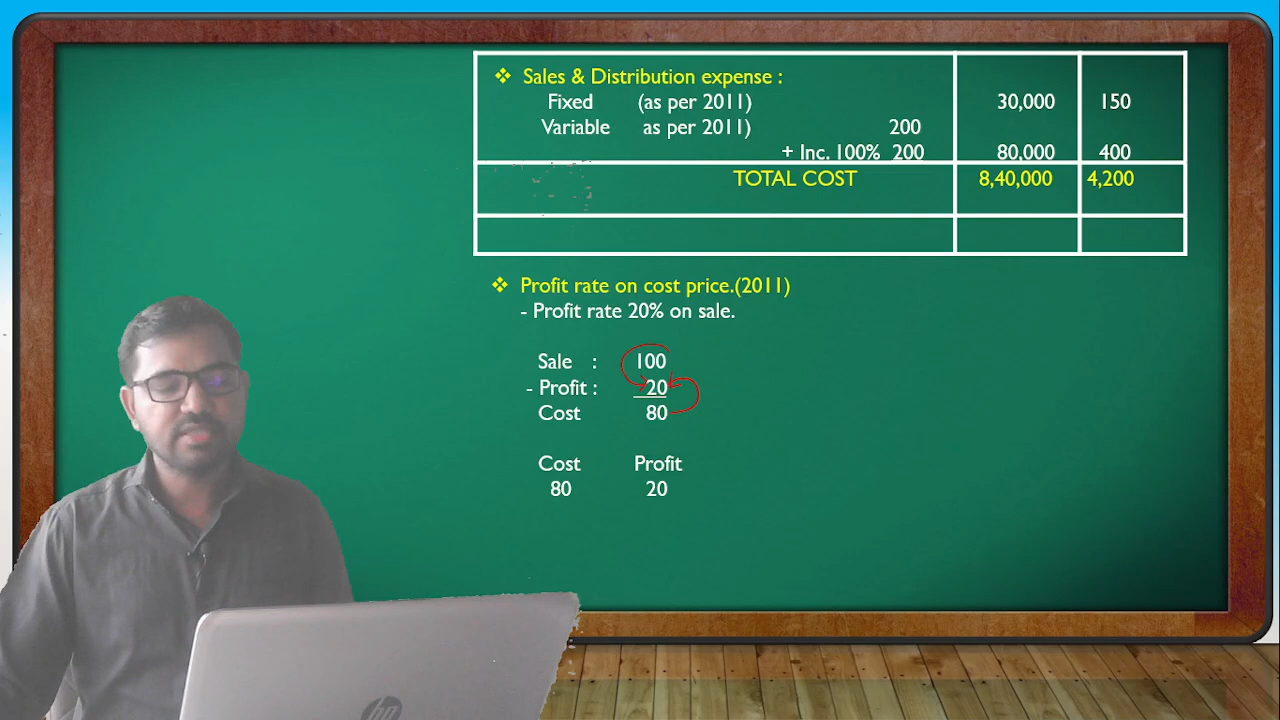 ❖ Sales & Distribution expense :
Fixed (as per 2011) 30,000 150
Variable as per 2011) 200
+ Inc. 100% 200 80,000 400
TOTAL COST 8,40,000 4,200
❖ Profit rate on cost price.(2011)
- Profit rate 20% on sale.
Sale : 100
- Profit : 20
Cost 80
Cost Profit
80 20
hp